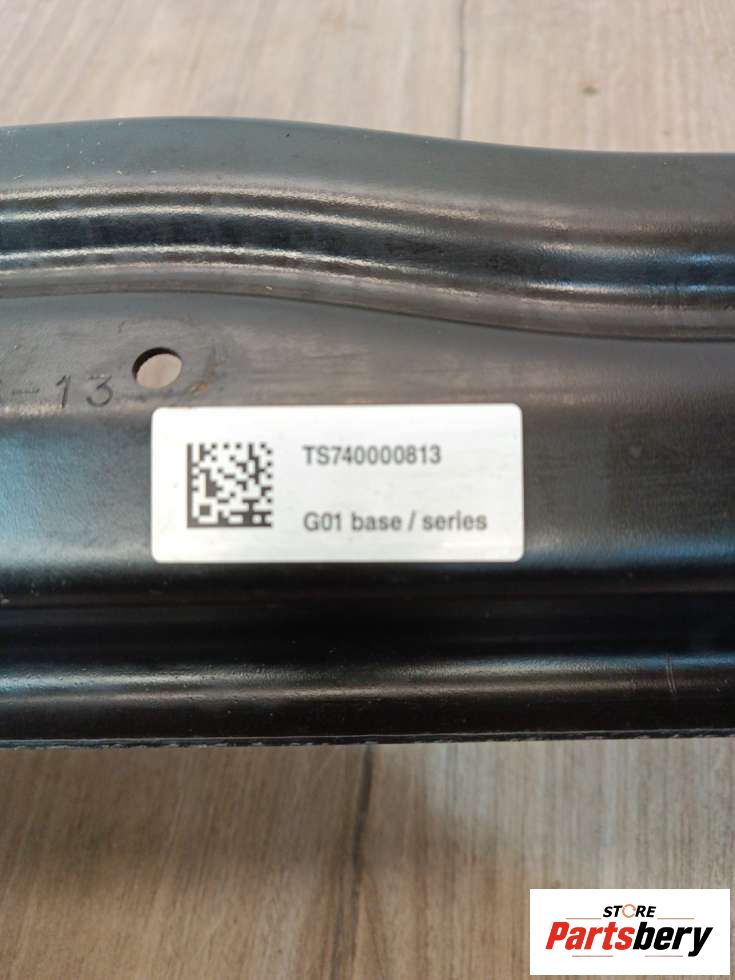 -13
TS740000813
G01 base / series
STORE
Partsbery